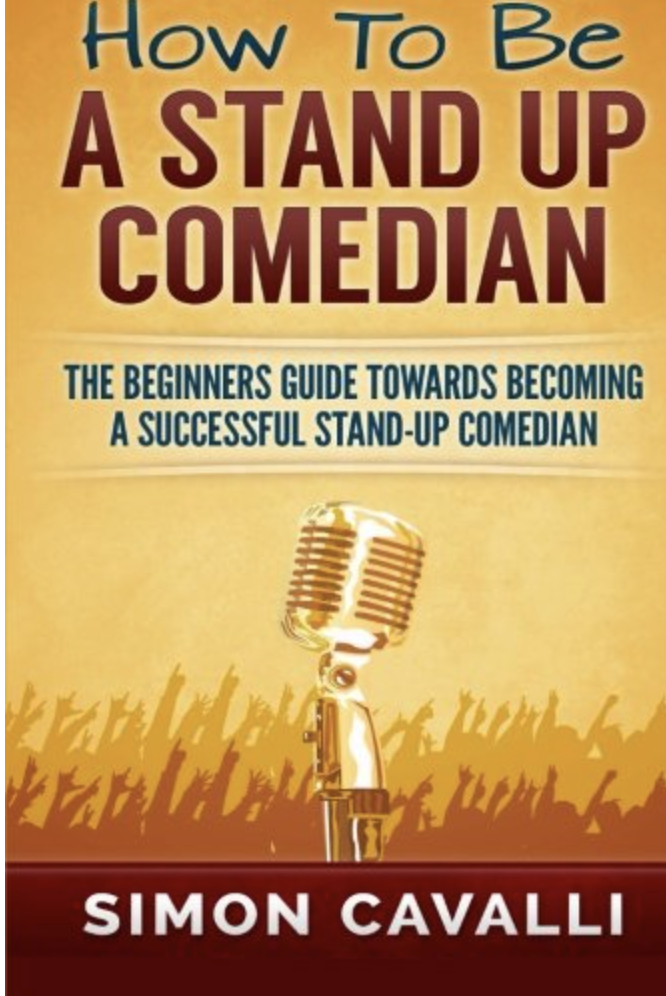 How To Be
A STAND UP
COMEDIAN
THE BEGINNERS GUIDE TOWARDS BECOMING
A SUCCESSFUL STAND-UP COMEDIAN
SIMON CAVALLI